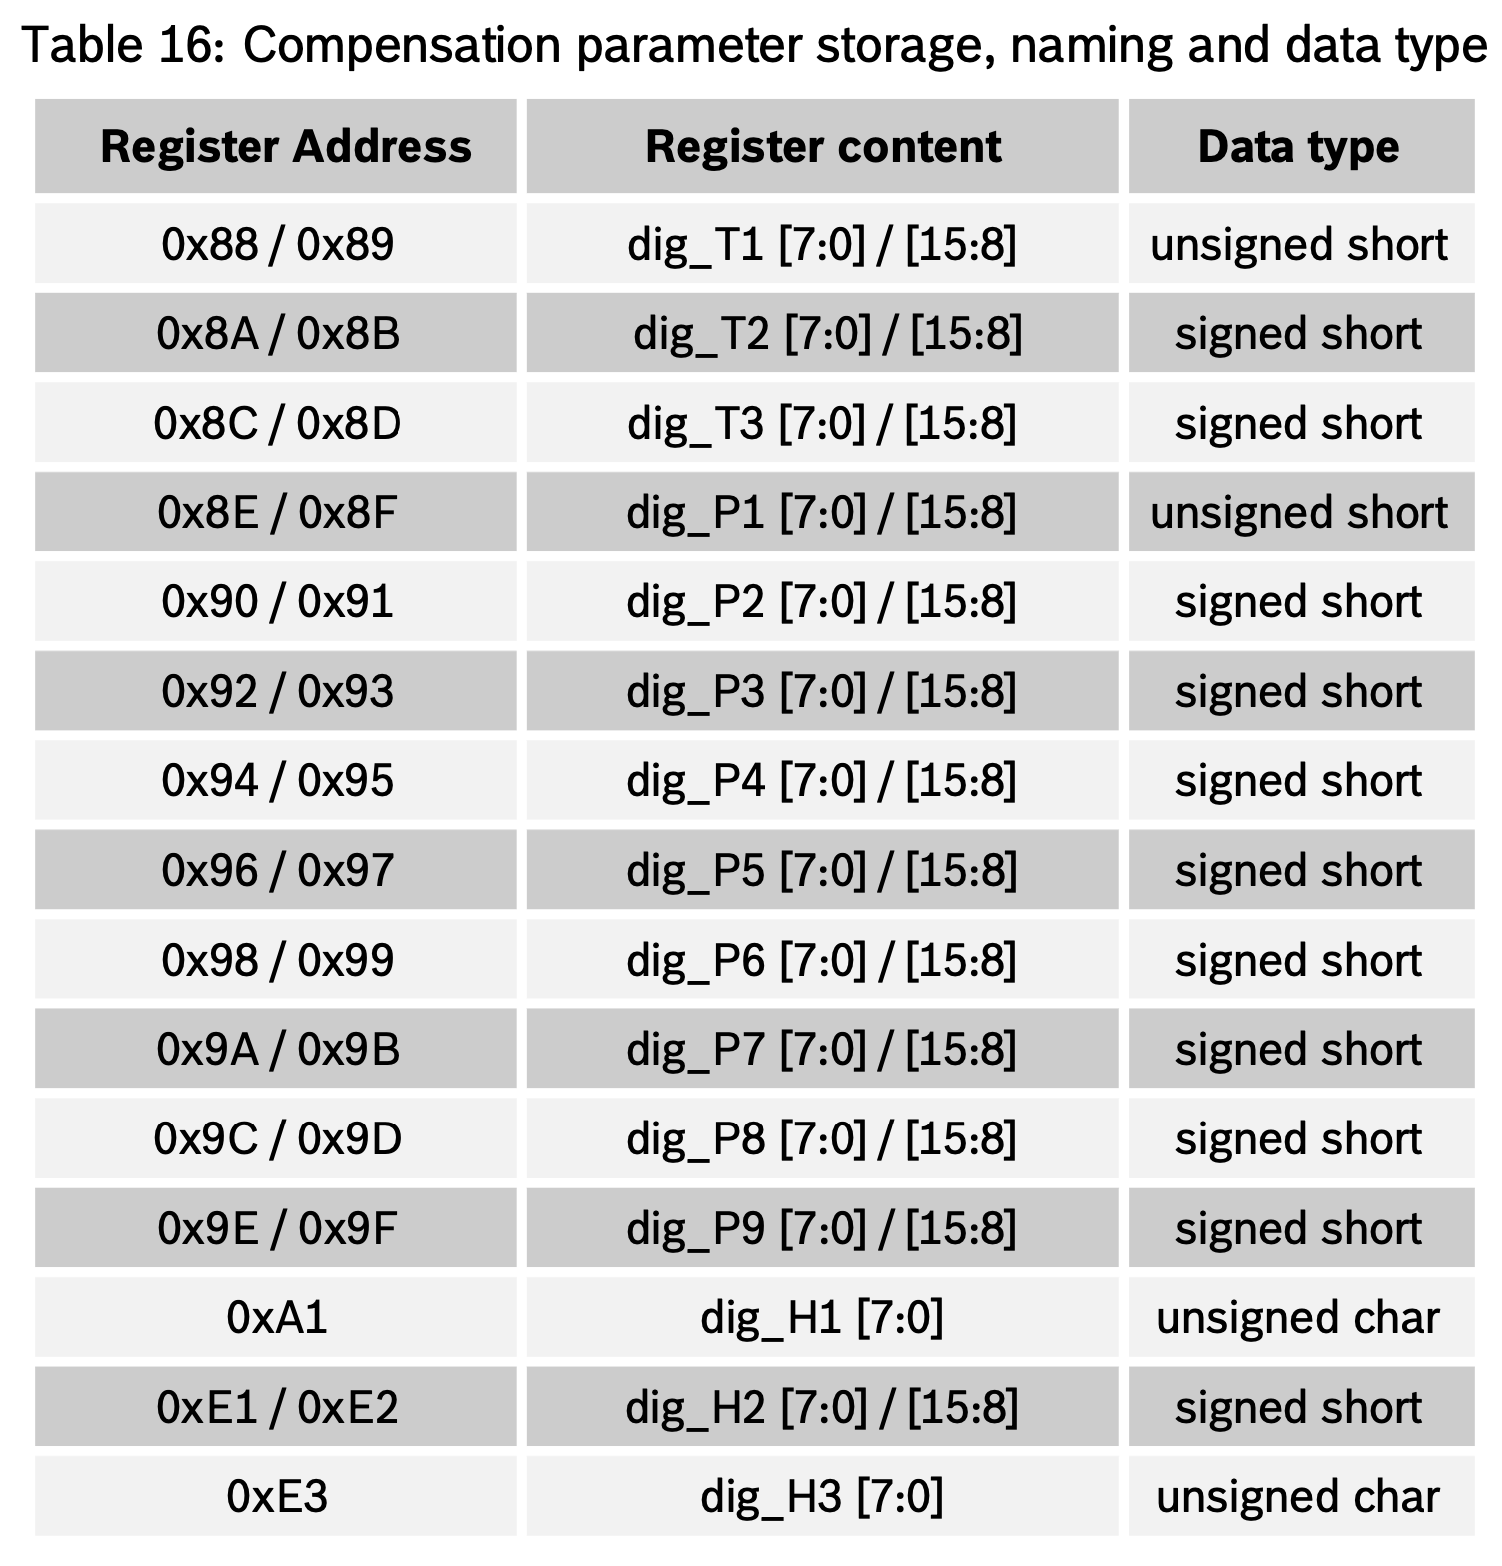 Table 16: Compensation parameter storage, naming and data type
Register Address Register content Data type
0x88 / 0x89 dig_T1 [7:0] / [15:8] unsigned short
0x8A / 0x8B dig_T2 [7:0] / [15:8] signed short
0x8C / 0x8D dig_T3 [7:0] / [15:8] signed short
0x8E / 0x8F dig_P1 [7:0] / [15:8] unsigned short
0x90 / 0x91 dig_P2 [7:0] / [15:8] signed short
0x92 / 0x93 dig_P3 [7:0] / [15:8] signed short
0x94 / 0x95 dig_P4 [7:0] / [15:8] signed short
0x96 / 0x97 dig_P5 [7:0] / [15:8] signed short
0x98 / 0x99 dig_P6 [7:0] / [15:8] signed short
0x9A / 0x9B dig_P7 [7:0] / [15:8] signed short
0x9C / 0x9D dig_P8 [7:0] / [15:8] signed short
0x9E / 0x9F dig_P9 [7:0] / [15:8] signed short
0xA1 dig_H1 [7:0] unsigned char
0xE1 / 0xE2 dig_H2 [7:0] / [15:8] signed short
0xE3 dig_H3 [7:0] unsigned char